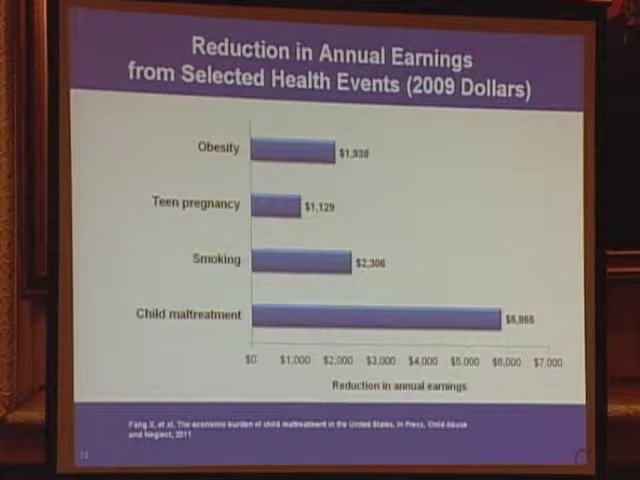 Reduction in Annual Earnings
from Selected Health Events (2009 Dollars)
Obesity
$1,938
Teen pregnancy
$1,129
Smoking
$2,306
Child maltreatment
$0
$1,000
$2,000
$3,000
$4,000
$5,000
$6,000
$7,000
Reduction in annual earnings
Fang X, et al. The economic burden of child maltreatment in the United States. In Press, Child Abuse
and Neglect, 2011